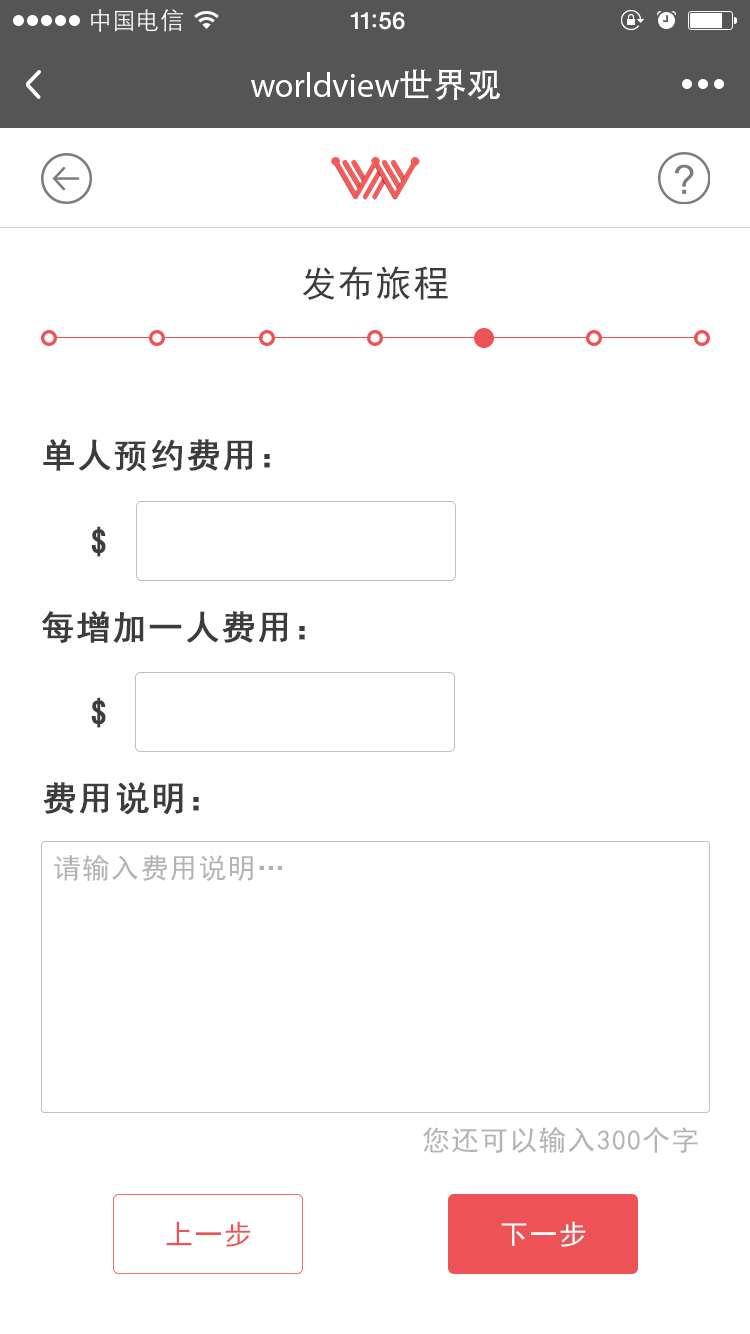 中国电信 11:56
worldview世界观
?
发布旅程
单人预约费用：
$
每增加一人费用：
$
费用说明：
请输入费用说明…
您还可以输入300个字
上一步 下一步